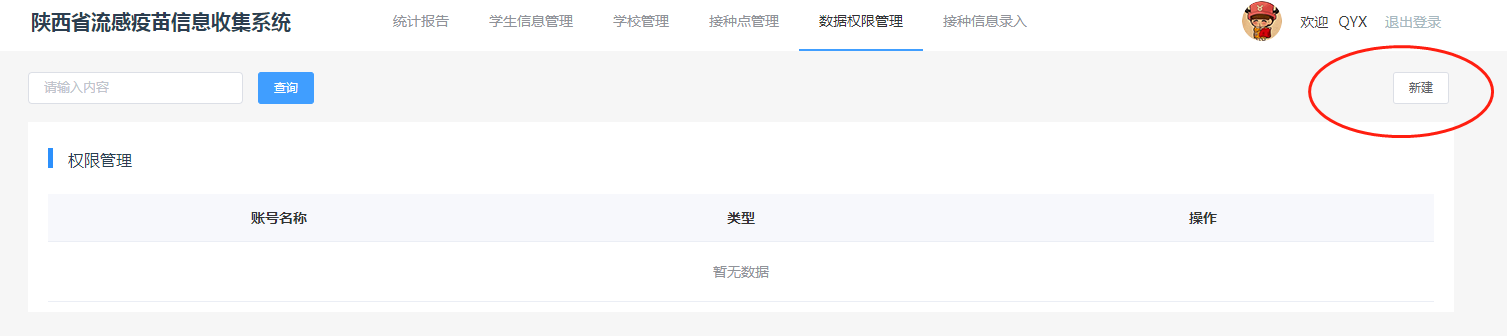 陕西省流感疫苗信息收集系统 统计报告 学生信息管理 学校管理 接种点管理 数据权限管理 接种信息录入 欢迎 QYX 退出登录
请输入内容 查询 新建
权限管理
账号名称 类型 操作
暂无数据